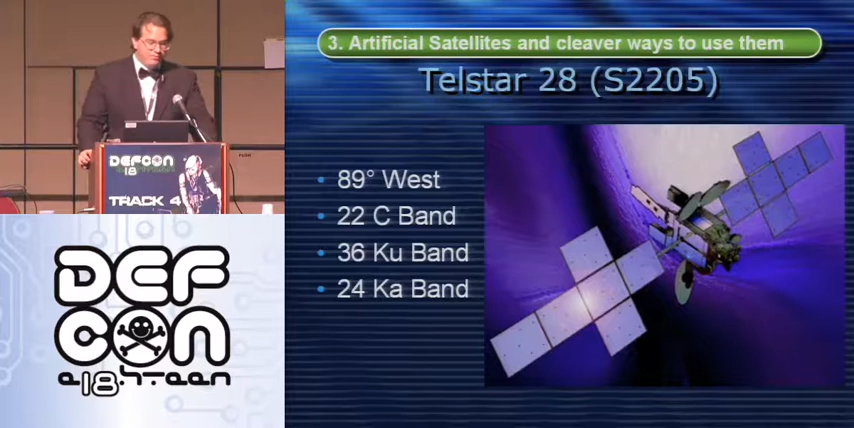 3. Artificial Satellites and cleaver ways to use them
Telstar 28 (S2205)
89° West
22 C Band
36 Ku Band
24 Ka Band
DEFCON
18
TRACK 4
DEF
CON
e18hteen